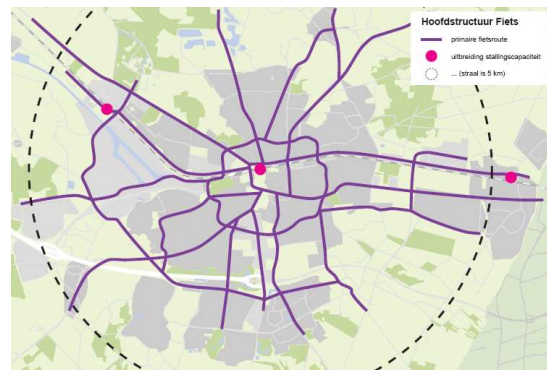 Hoofdstructuur Fiets
primaire fietsroute
uitbreiding stallingscapaciteit
... (straal is 5 km)